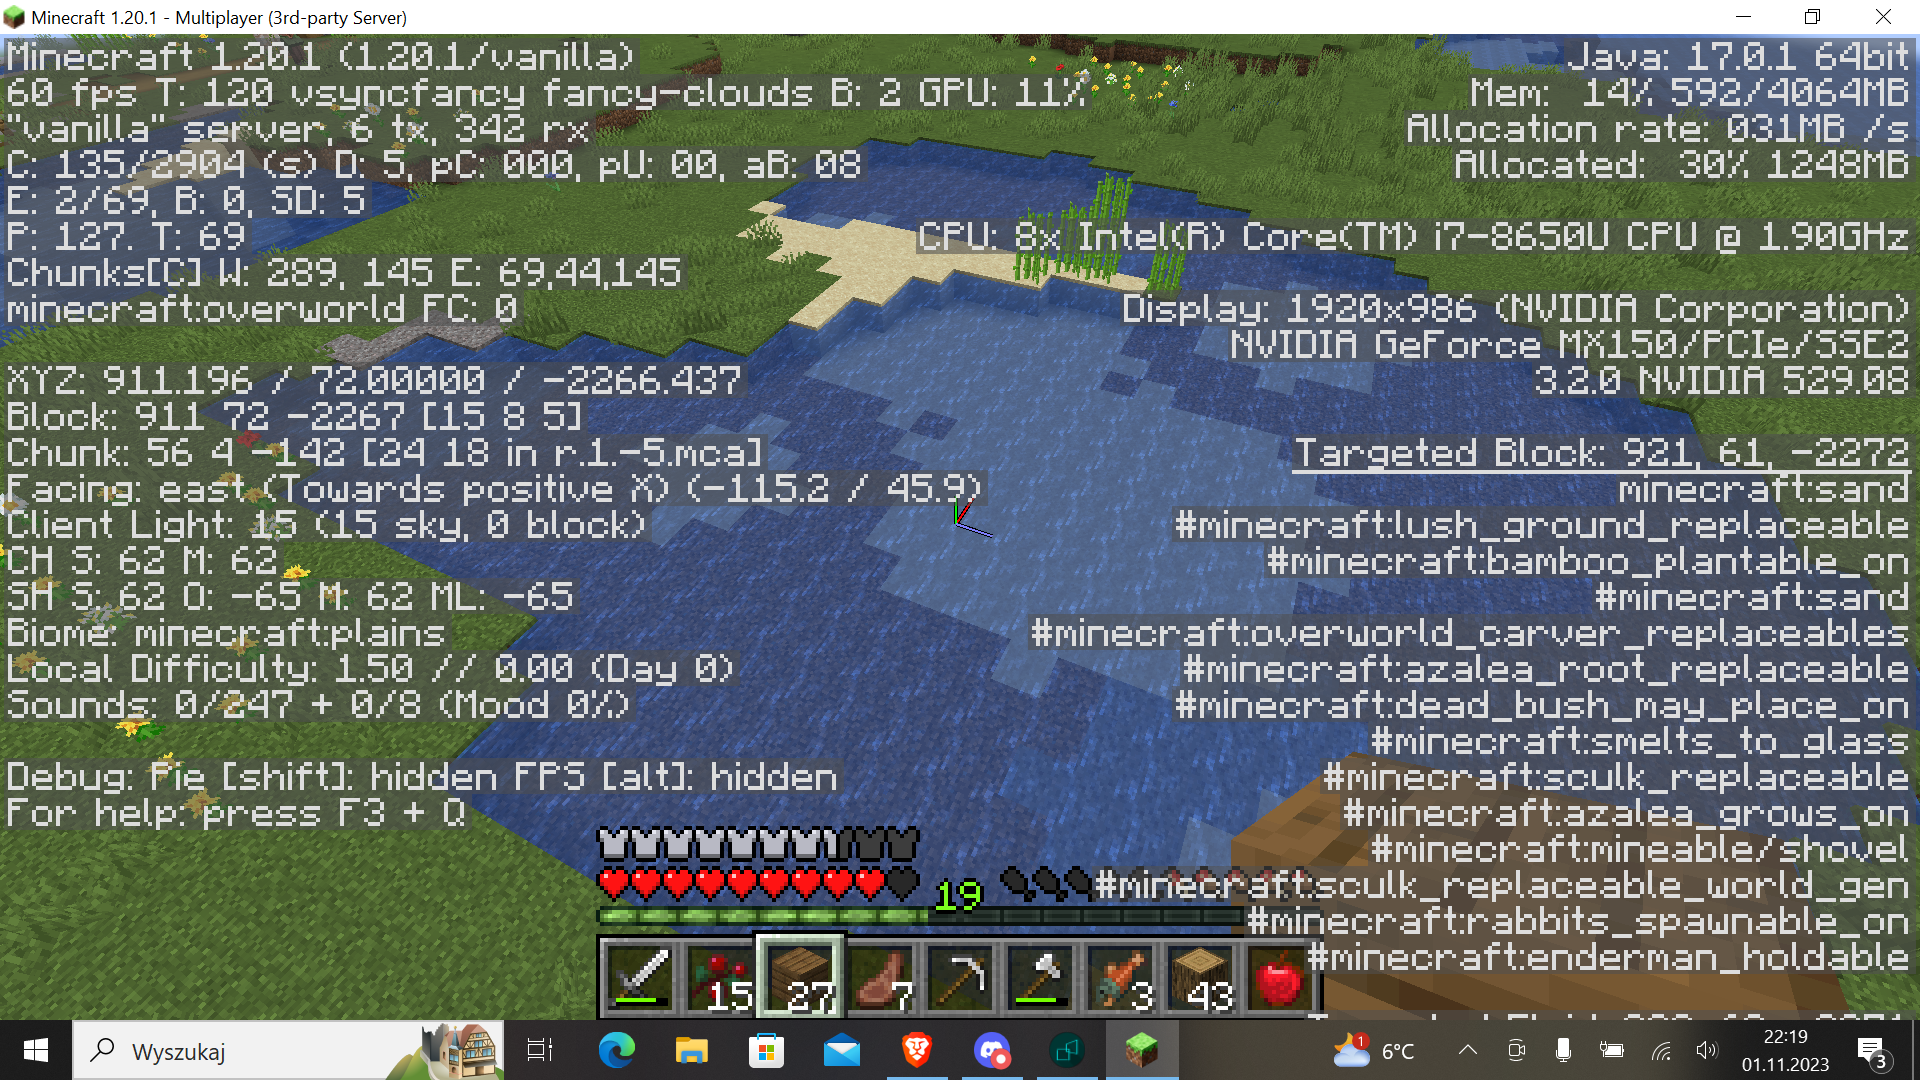 Minecraft 1.20.1 - Multiplayer (3rd-party Server)
Minecraft 1.20.1 (1.20.1/vanilla)
60 fps T: 120 vsyncfancy fancy-clouds B: 2 GPU: 11%
"vanilla" server, 6 tx, 342 rx
C: 135/2904 (s) D: 5, pC: 000, pU: 00, aB: 08
E: 2/69, B: 0, SD: 5
P: 127. T: 69
Chunks[C] W: 289, 145 E: 69,44,145
minecraft:overworld FC: 0
XYZ: 911.196 / 72.00000 / -2266.437
Block: 911 72 -2267 [15 8 5]
Chunk: 56 4 -142 [24 18 in r.1.-5.mca]
Facing: east (Towards positive X) (-115.2 / 45.9)
Client Light: 15 (15 sky, 0 block)
CH S: 62 M: 62
SH S: 62 O: -65 M: 62 ML: -65
Biome: minecraft:plains
Local Difficulty: 1.50 // 0.00 (Day 0)
Sounds: 0/247 + 0/8 (Mood 0%)
Debug: Pie [shift]: hidden FPS [alt]: hidden
For help: press F3 + Q
Java: 17.0.1 64bit
Mem: 14% 592/4064MB
Allocation rate: 031MB /s
Allocated: 30% 1248MB
CPU: 8x Intel(R) Core(TM) i7-8650U CPU @ 1.90GHz
Display: 1920x986 (NVIDIA Corporation)
NVIDIA GeForce MX150/PCIe/SSE2
3.2.0 NVIDIA 529.08
Targeted Block: 921, 61, -2272
minecraft:sand
#minecraft:lush_ground_replaceable
#minecraft:bamboo_plantable_on
#minecraft:sand
#minecraft:overworld_carver_replaceables
#minecraft:azalea_root_replaceable
#minecraft:dead_bush_may_place_on
#minecraft:smelts_to_glass
#minecraft:sculk_replaceable
#minecraft:azalea_grows_on
#minecraft:mineable/shovel
#minecraft:sculk_replaceable_world_gen
#minecraft:rabbits_spawnable_on
#minecraft:enderman_holdable
19
15 27 7 3 43
Wyszukaj
1
6°C
22:19
01.11.2023
3